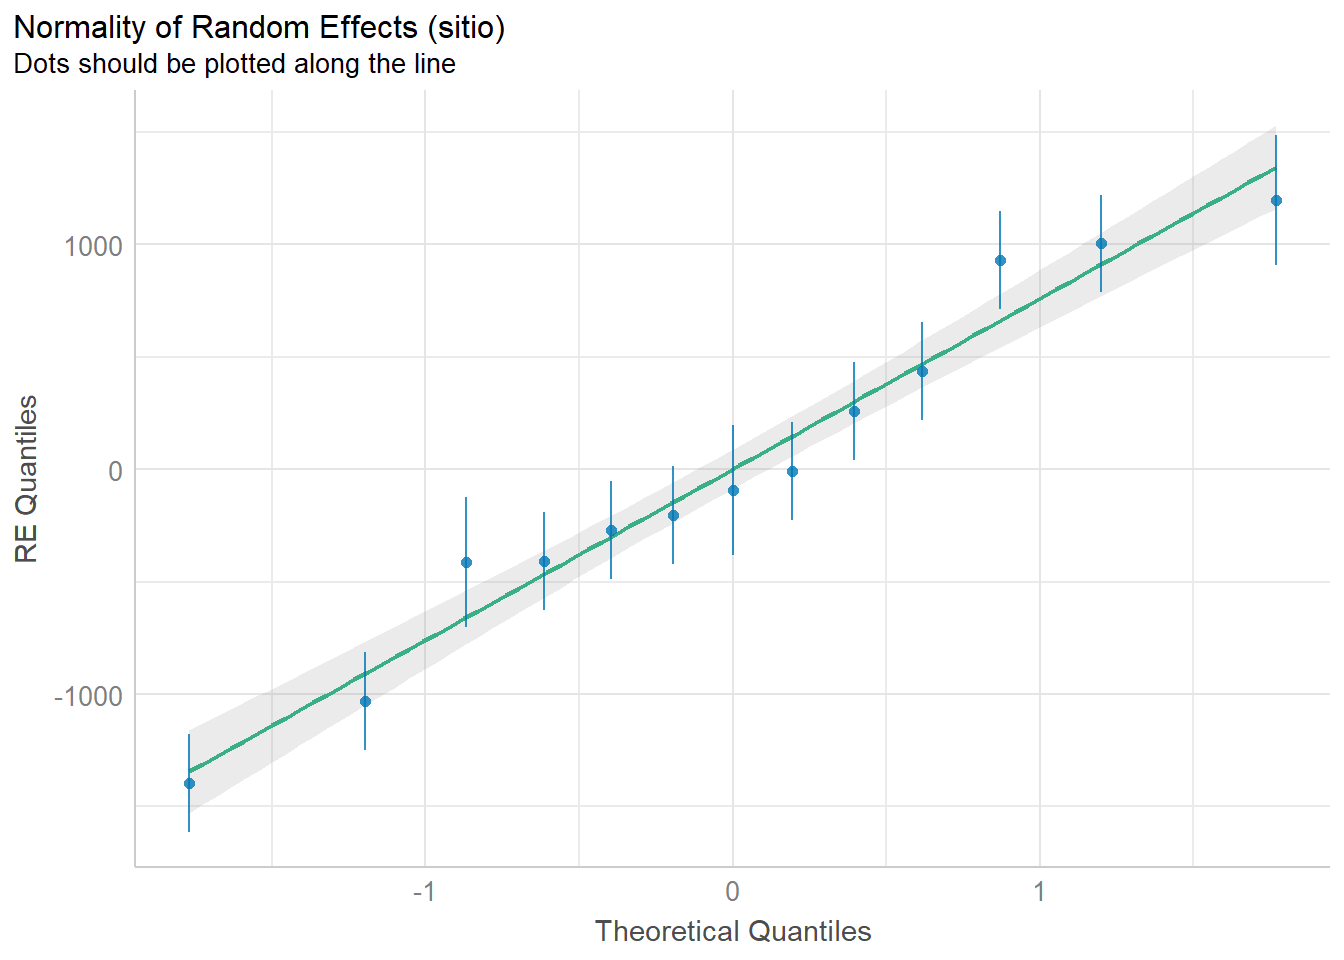 Normality of Random Effects (sitio)
Dots should be plotted along the line
RE Quantiles
1000
0
-1000
-1
0
1
Theoretical Quantiles